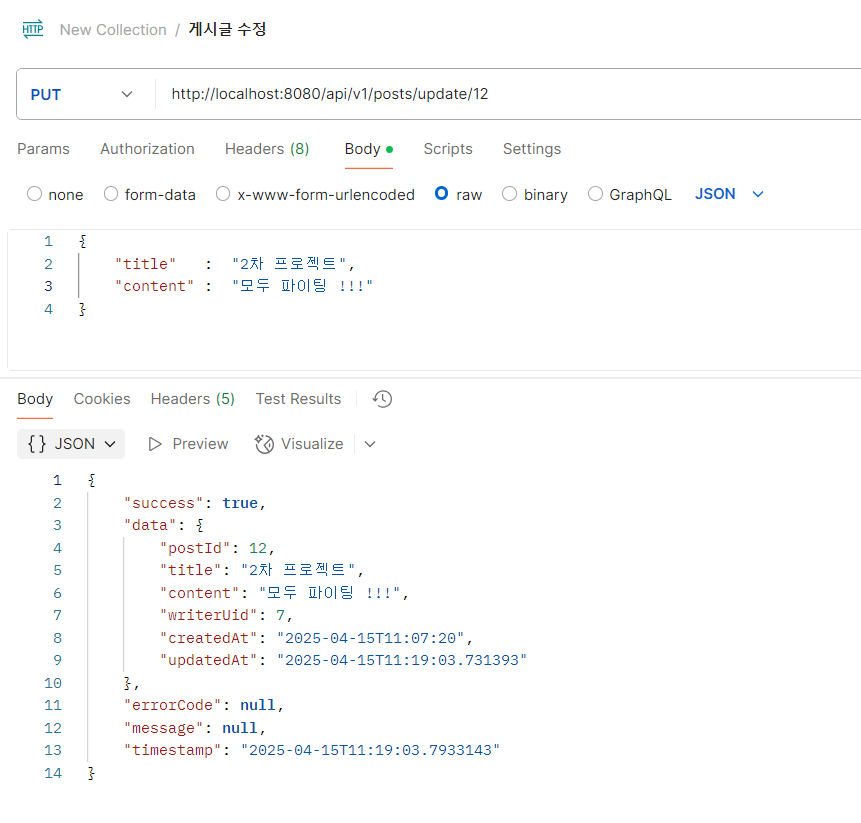 HTTP New Collection / 게시글 수정
PUT http://localhost:8080/api/v1/posts/update/12
Params Authorization Headers (8) Body Scripts Settings
none form-data x-www-form-urlencoded raw binary GraphQL JSON
1 {
2 "title" : "2차 프로젝트",
3 "content" : "모두 파이팅 !!!"
4 }
Body Cookies Headers (5) Test Results
{} JSON Preview Visualize
1 {
2 "success": true,
3 "data": {
4 "postId": 12,
5 "title": "2차 프로젝트",
6 "content": "모두 파이팅 !!!",
7 "writerUid": 7,
8 "createdAt": "2025-04-15T11:07:20",
9 "updatedAt": "2025-04-15T11:19:03.731393"
10 },
11 "errorCode": null,
12 "message": null,
13 "timestamp": "2025-04-15T11:19:03.7933143"
14 }